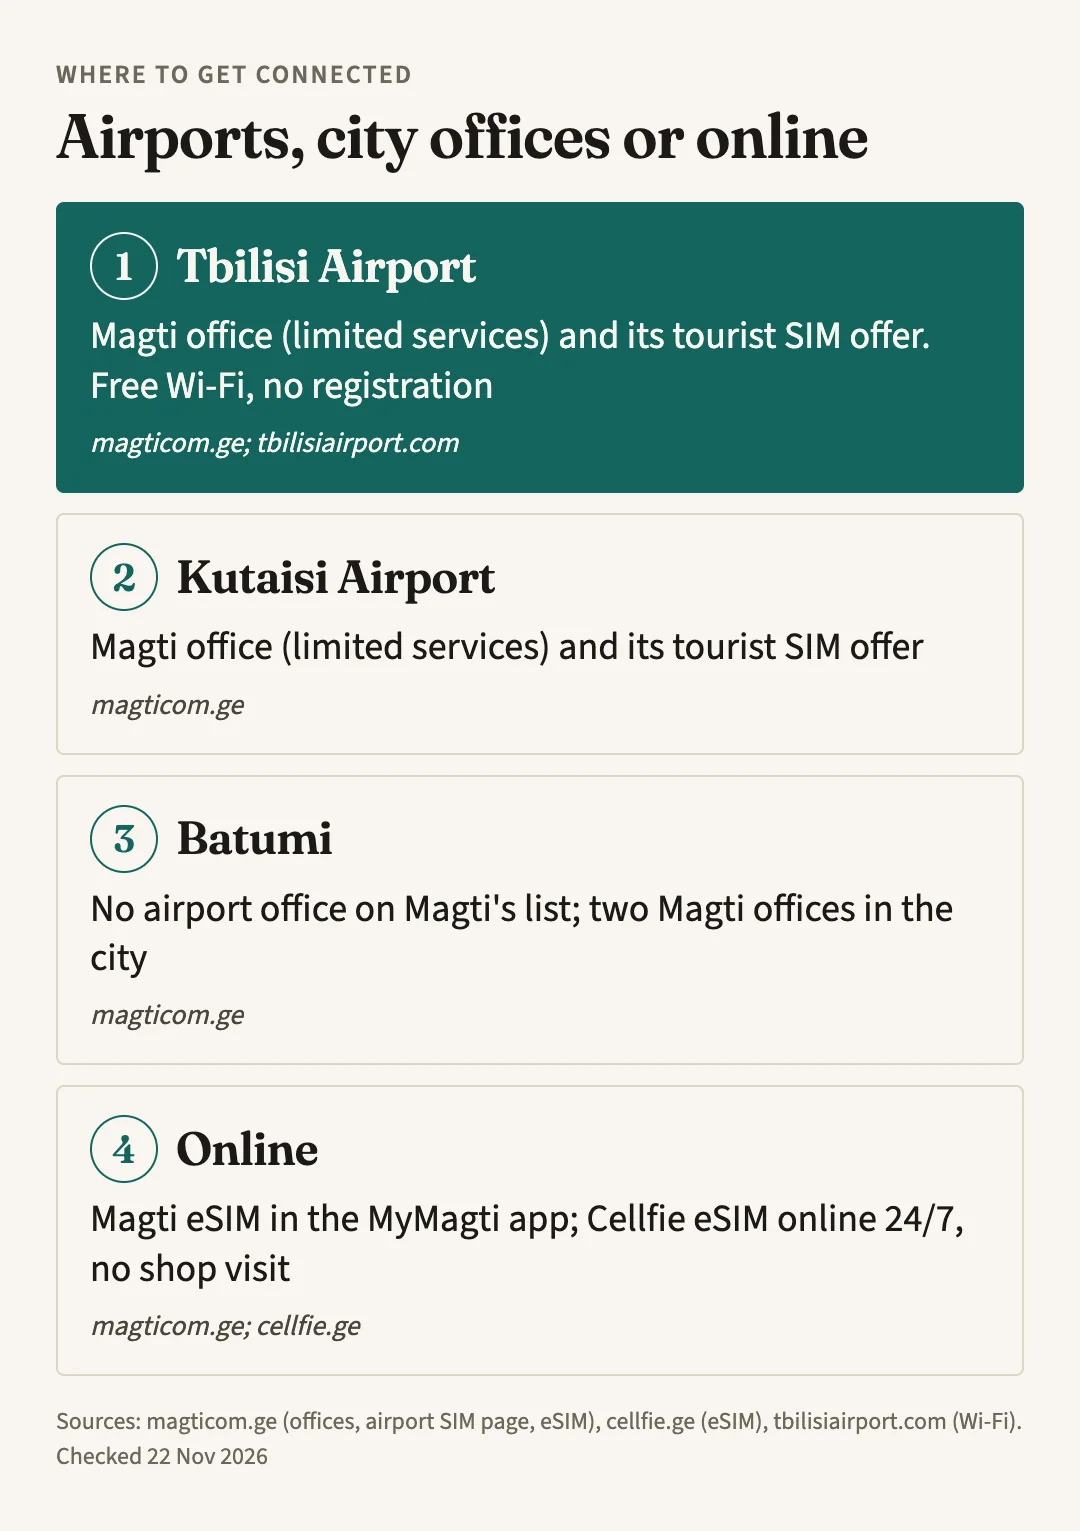 WHERE TO GET CONNECTED
Airports, city offices or online
1 Tbilisi Airport
Magti office (limited services) and its tourist SIM offer.
Free Wi-Fi, no registration
magticom.ge; tbilisiairport.com
2 Kutaisi Airport
Magti office (limited services) and its tourist SIM offer
magticom.ge
3 Batumi
No airport office on Magti's list; two Magti offices in the
city
magticom.ge
4 Online
Magti eSIM in the MyMagti app; Cellfie eSIM online 24/7,
no shop visit
magticom.ge; cellfie.ge
Sources: magticom.ge (offices, airport SIM page, eSIM), cellfie.ge (eSIM), tbilisiairport.com (Wi-Fi).
Checked 22 Nov 2026